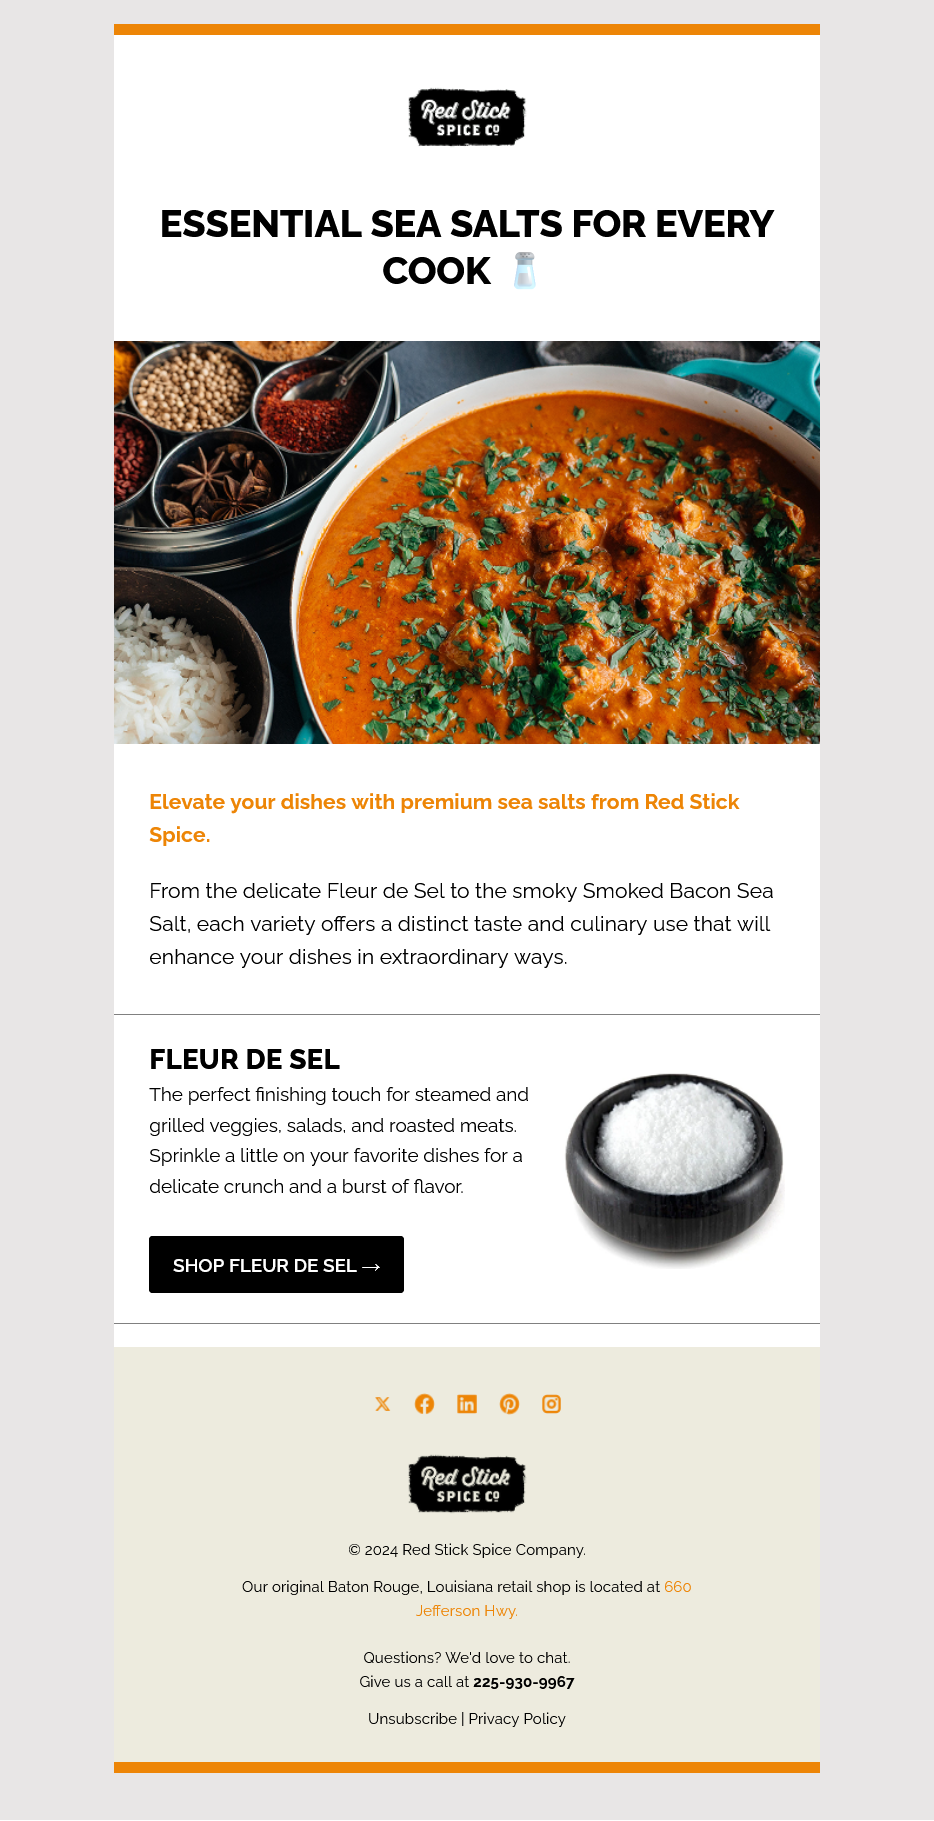 Red Stick
SPICE CO
ESSENTIAL SEA SALTS FOR EVERY
COOK 🧂
Elevate your dishes with premium sea salts from Red Stick
Spice.
From the delicate Fleur de Sel to the smoky Smoked Bacon Sea
Salt, each variety offers a distinct taste and culinary use that will
enhance your dishes in extraordinary ways.
FLEUR DE SEL
The perfect finishing touch for steamed and
grilled veggies, salads, and roasted meats.
Sprinkle a little on your favorite dishes for a
delicate crunch and a burst of flavor.
SHOP FLEUR DE SEL →
Red Stick
SPICE CO
© 2024 Red Stick Spice Company.
Our original Baton Rouge, Louisiana retail shop is located at 660
Jefferson Hwy.
Questions? We'd love to chat.
Give us a call at 225-930-9967
Unsubscribe | Privacy Policy